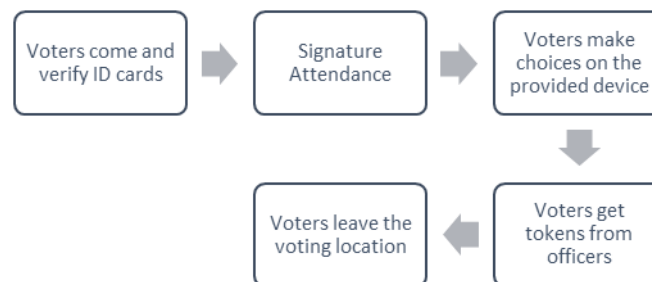 Voters come and
verify ID cards
Signature
Attendance
Voters make
choices on the
provided device
Voters get
tokens from
officers
Voters leave the
voting location